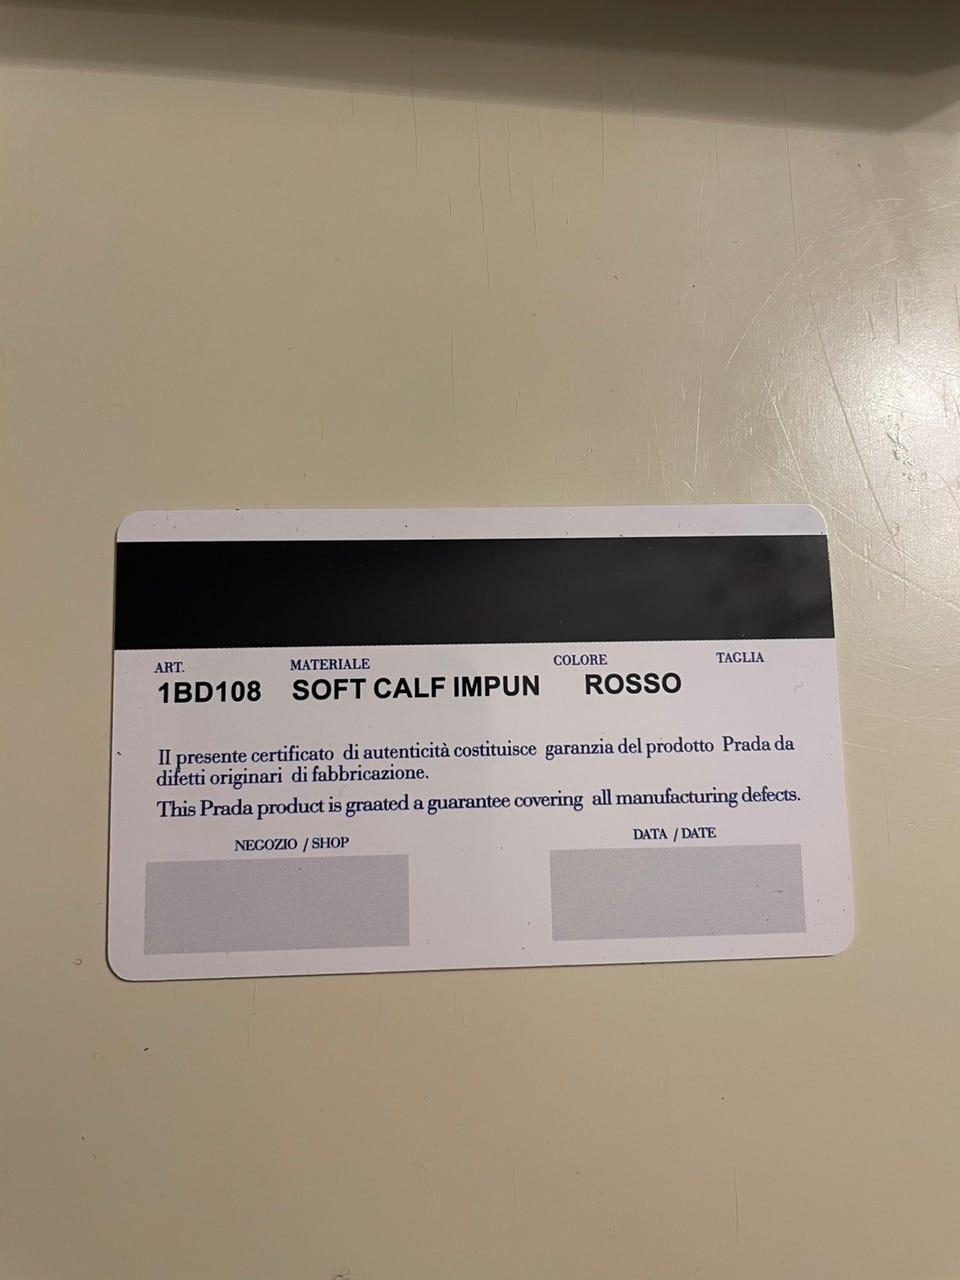 ART. MATERIALE COLORE TAGLIA
1BD108 SOFT CALF IMPUN ROSSO
Il presente certificato di autenticità costituisce garanzia del prodotto Prada da
difetti originari di fabbricazione.
This Prada product is graated a guarantee covering all manufacturing defects.
NEGOZIO / SHOP DATA / DATE